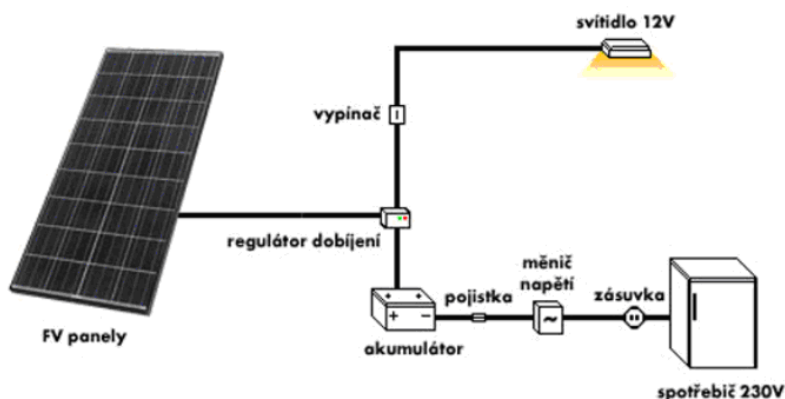 svítidlo 12V
vypínač
regulátor dobíjení
měnič
napětí
pojistka
zásuvka
FV panely
akumulátor
spotřebič 230V